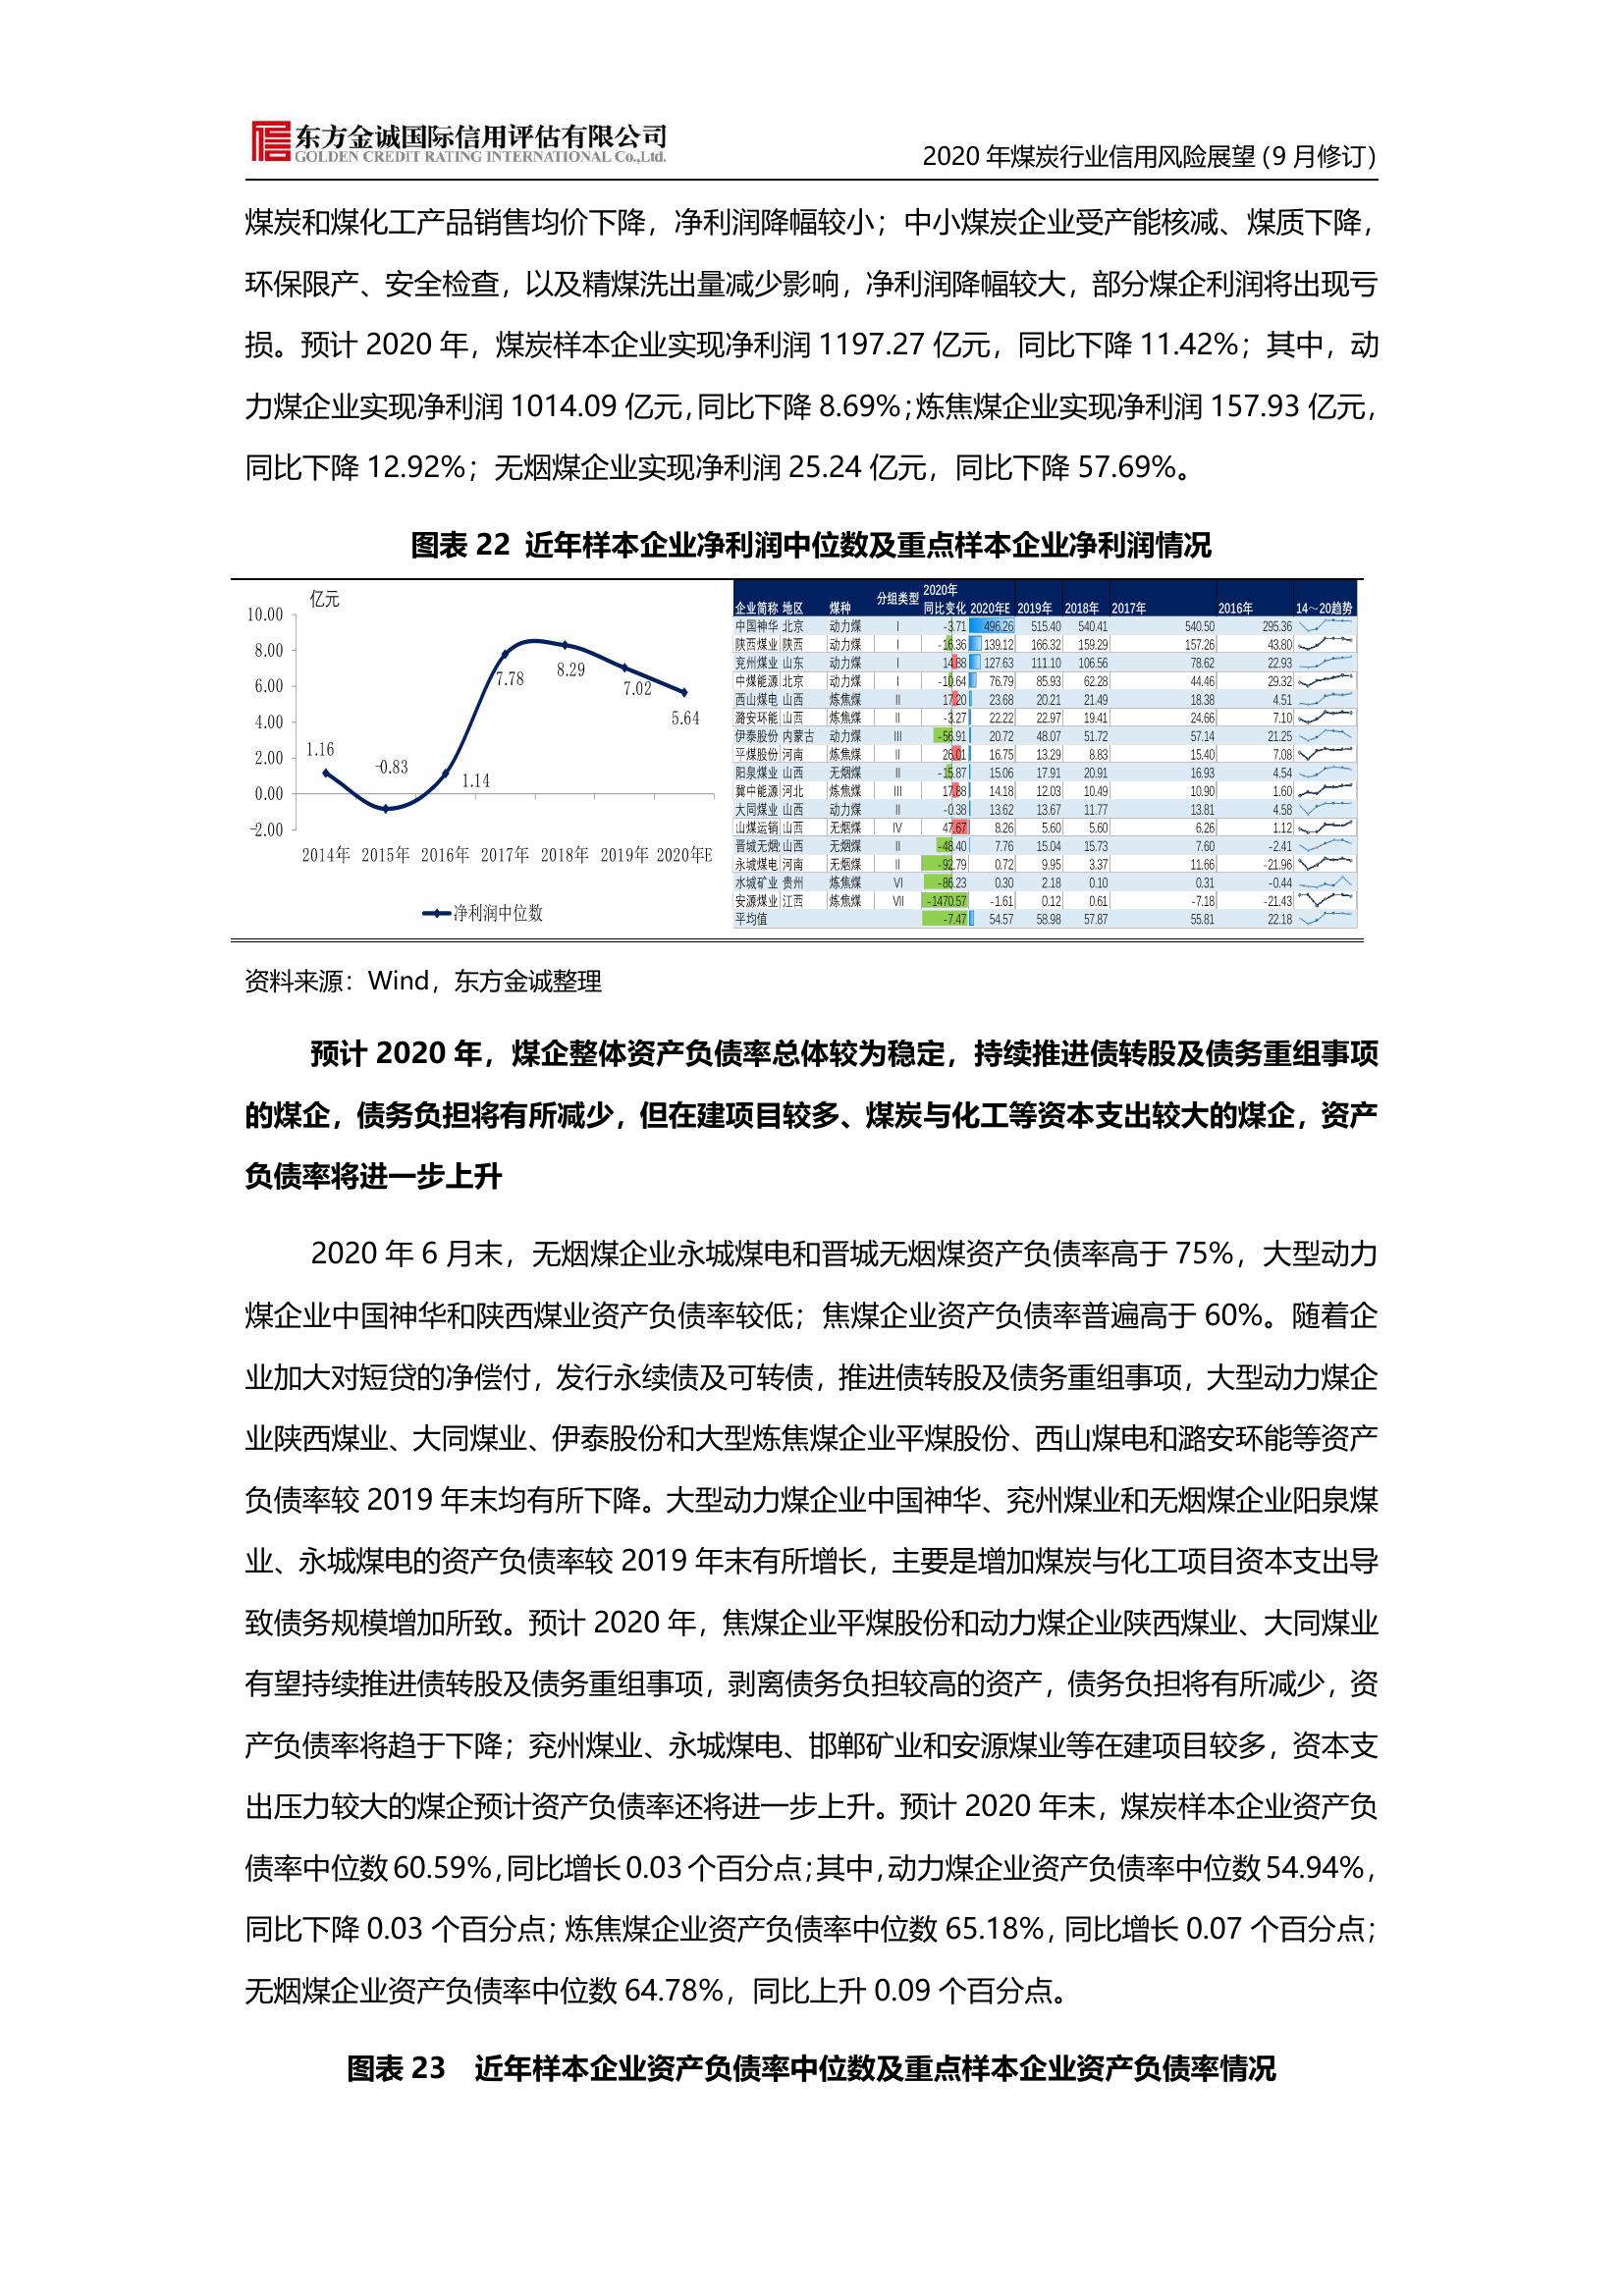 东方金诚国际信用评估有限公司
GOLDEN CREDIT RATING INTERNATIONAL Co.,Ltd.
2020 年煤炭行业信用风险展望(9 月修订)
煤炭和煤化工产品销售均价下降，净利润降幅较小；中小煤炭企业受产能核减、煤质下降，
环保限产、安全检查，以及精煤洗出量减少影响，净利润降幅较大，部分煤企利润将出现亏
损。预计 2020 年，煤炭样本企业实现净利润 1197.27 亿元，同比下降 11.42%；其中，动
力煤企业实现净利润 1014.09 亿元，同比下降 8.69%；炼焦煤企业实现净利润 157.93 亿元，
同比下降 12.92%；无烟煤企业实现净利润 25.24 亿元，同比下降 57.69%。
图表 22 近年样本企业净利润中位数及重点样本企业净利润情况
亿元
10.00
8.00
6.00
4.00
2.00
0.00
-2.00
1.16
-0.83
1.14
7.78
8.29
7.02
5.64
2014年 2015年 2016年 2017年 2018年 2019年 2020年E
净利润中位数
企业简称 地区 煤种 分组类型 2020年同比变化 2020年E 2019年 2018年 2017年 2016年 14～20趋势
中国神华 北京 动力煤 I -3.71 496.26 515.40 540.41 540.50 295.36
陕西煤业 陕西 动力煤 I -16.36 139.12 166.32 159.29 157.26 43.80
兖州煤业 山东 动力煤 I 14.88 127.63 111.10 106.56 78.62 22.93
中煤能源 北京 动力煤 I -10.64 76.79 85.93 62.28 44.46 29.32
西山煤电 山西 炼焦煤 II 17.20 23.68 20.21 21.49 18.38 4.51
潞安环能 山西 炼焦煤 II -3.27 22.22 22.97 19.41 24.66 7.10
伊泰股份 内蒙古 动力煤 III -56.91 20.72 48.07 51.72 57.14 21.25
平煤股份 河南 炼焦煤 II 26.01 16.75 13.29 8.83 15.40 7.08
阳泉煤业 山西 无烟煤 II -15.87 15.06 17.91 20.91 16.93 4.54
冀中能源 河北 炼焦煤 III 17.88 14.18 12.03 10.49 10.90 1.60
大同煤业 山西 动力煤 II -0.38 13.62 13.67 11.77 13.81 4.58
山煤运销 山西 无烟煤 IV 47.67 8.26 5.60 5.60 6.26 1.12
晋城无烟 山西 无烟煤 II -48.40 7.76 15.04 15.73 7.60 -2.41
永城煤电 河南 无烟煤 II -92.79 0.72 9.95 3.37 11.66 -21.96
水城矿业 贵州 炼焦煤 VI -86.23 0.30 2.18 0.10 0.31 -0.44
安源煤业 江西 炼焦煤 VII -1470.57 -1.61 0.12 0.61 -7.18 -21.43
平均值 -7.47 54.57 58.98 57.87 55.81 22.18
资料来源：Wind，东方金诚整理
预计 2020 年，煤企整体资产负债率总体较为稳定，持续推进债转股及债务重组事项
的煤企，债务负担将有所减少，但在建项目较多、煤炭与化工等资本支出较大的煤企，资产
负债率将进一步上升
2020 年 6 月末，无烟煤企业永城煤电和晋城无烟煤资产负债率高于 75%，大型动力
煤企业中国神华和陕西煤业资产负债率较低；焦煤企业资产负债率普遍高于 60%。随着企
业加大对短贷的净偿付，发行永续债及可转债，推进债转股及债务重组事项，大型动力煤企
业陕西煤业、大同煤业、伊泰股份和大型炼焦煤企业平煤股份、西山煤电和潞安环能等资产
负债率较 2019 年末均有所下降。大型动力煤企业中国神华、兖州煤业和无烟煤企业阳泉煤
业、永城煤电的资产负债率较 2019 年末有所增长，主要是增加煤炭与化工项目资本支出导
致债务规模增加所致。预计 2020 年，焦煤企业平煤股份和动力煤企业陕西煤业、大同煤业
有望持续推进债转股及债务重组事项，剥离债务负担较高的资产，债务负担将有所减少，资
产负债率将趋于下降；兖州煤业、永城煤电、邯郸矿业和安源煤业等在建项目较多，资本支
出压力较大的煤企预计资产负债率还将进一步上升。预计 2020 年末，煤炭样本企业资产负
债率中位数 60.59%，同比增长 0.03 个百分点；其中，动力煤企业资产负债率中位数 54.94%，
同比下降 0.03 个百分点；炼焦煤企业资产负债率中位数 65.18%，同比增长 0.07 个百分点；
无烟煤企业资产负债率中位数 64.78%，同比上升 0.09 个百分点。
图表 23 近年样本企业资产负债率中位数及重点样本企业资产负债率情况